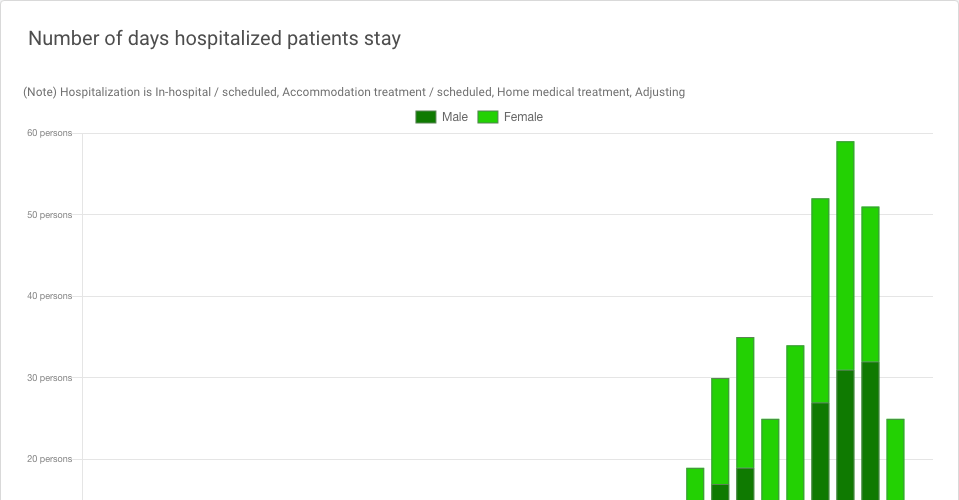 Number of days hospitalized patients stay
(Note) Hospitalization is In-hospital / scheduled, Accommodation treatment / scheduled, Home medical treatment, Adjusting
Male Female
60 persons
50 persons
40 persons
30 persons
20 persons